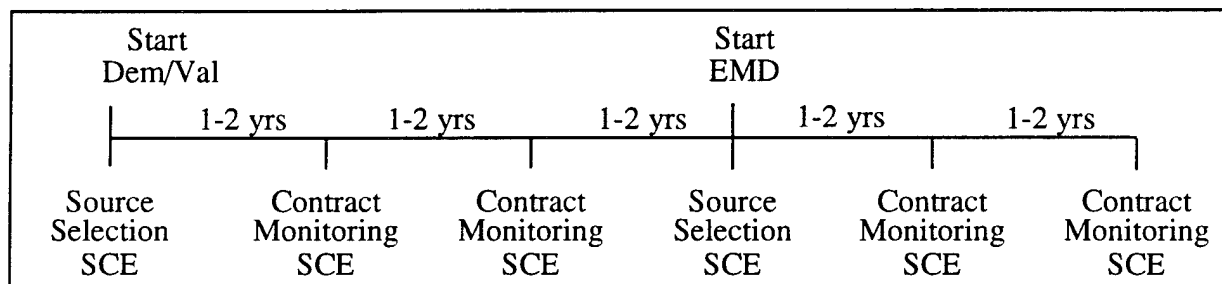 Start
Dem/Val
Start
EMD
1-2 yrs
1-2 yrs
1-2 yrs
1-2 yrs
1-2 yrs
Source
Selection
SCE
Contract
Monitoring
SCE
Contract
Monitoring
SCE
Source
Selection
SCE
Contract
Monitoring
SCE
Contract
Monitoring
SCE